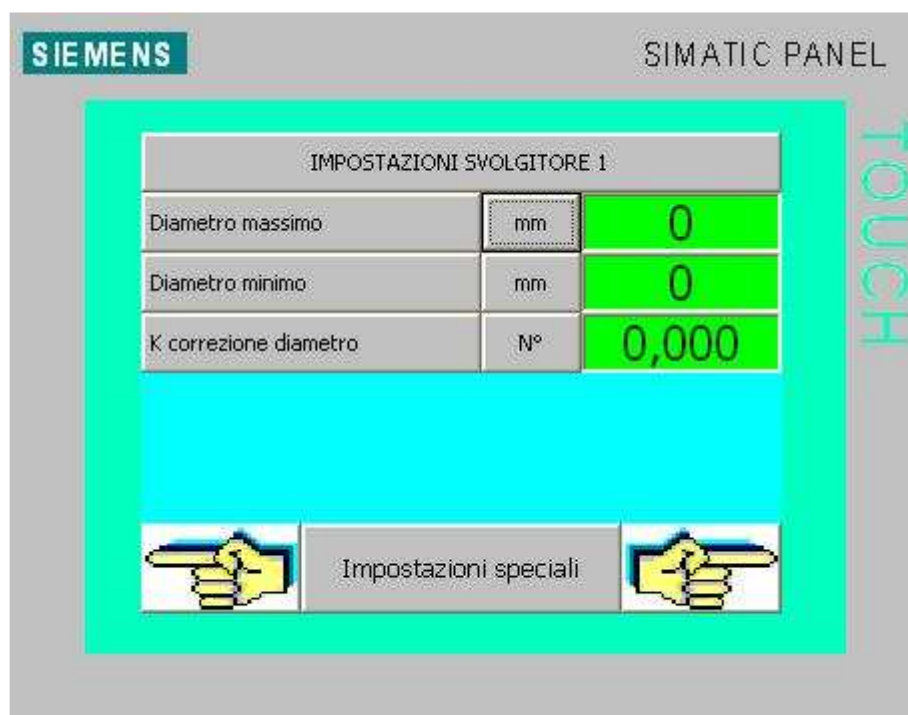 SIEMENS
SIMATIC PANEL
TOUCH
IMPOSTAZIONI SVOLGITORE 1
Diametro massimo mm 0
Diametro minimo mm 0
K correzione diametro N° 0,000
Impostazioni speciali